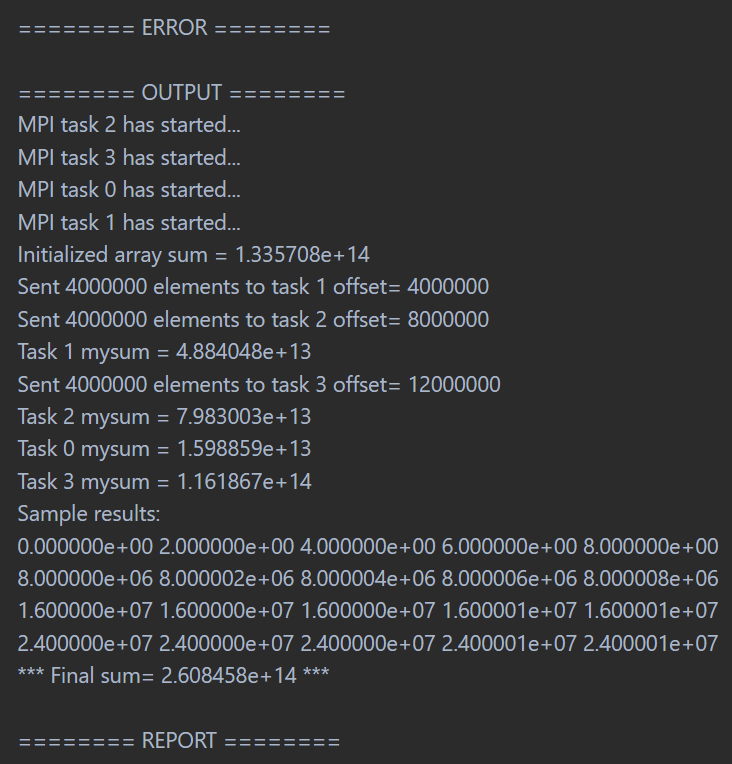 ======== ERROR ========
======== OUTPUT ========
MPI task 2 has started...
MPI task 3 has started...
MPI task 0 has started...
MPI task 1 has started...
Initialized array sum = 1.335708e+14
Sent 4000000 elements to task 1 offset= 4000000
Sent 4000000 elements to task 2 offset= 8000000
Task 1 mysum = 4.884048e+13
Sent 4000000 elements to task 3 offset= 12000000
Task 2 mysum = 7.983003e+13
Task 0 mysum = 1.598859e+13
Task 3 mysum = 1.161867e+14
Sample results:
0.000000e+00 2.000000e+00 4.000000e+00 6.000000e+00 8.000000e+00
8.000000e+06 8.000002e+06 8.000004e+06 8.000006e+06 8.000008e+06
1.600000e+07 1.600000e+07 1.600000e+07 1.600001e+07 1.600001e+07
2.400000e+07 2.400000e+07 2.400000e+07 2.400001e+07 2.400001e+07
*** Final sum= 2.608458e+14 ***
======== REPORT ========